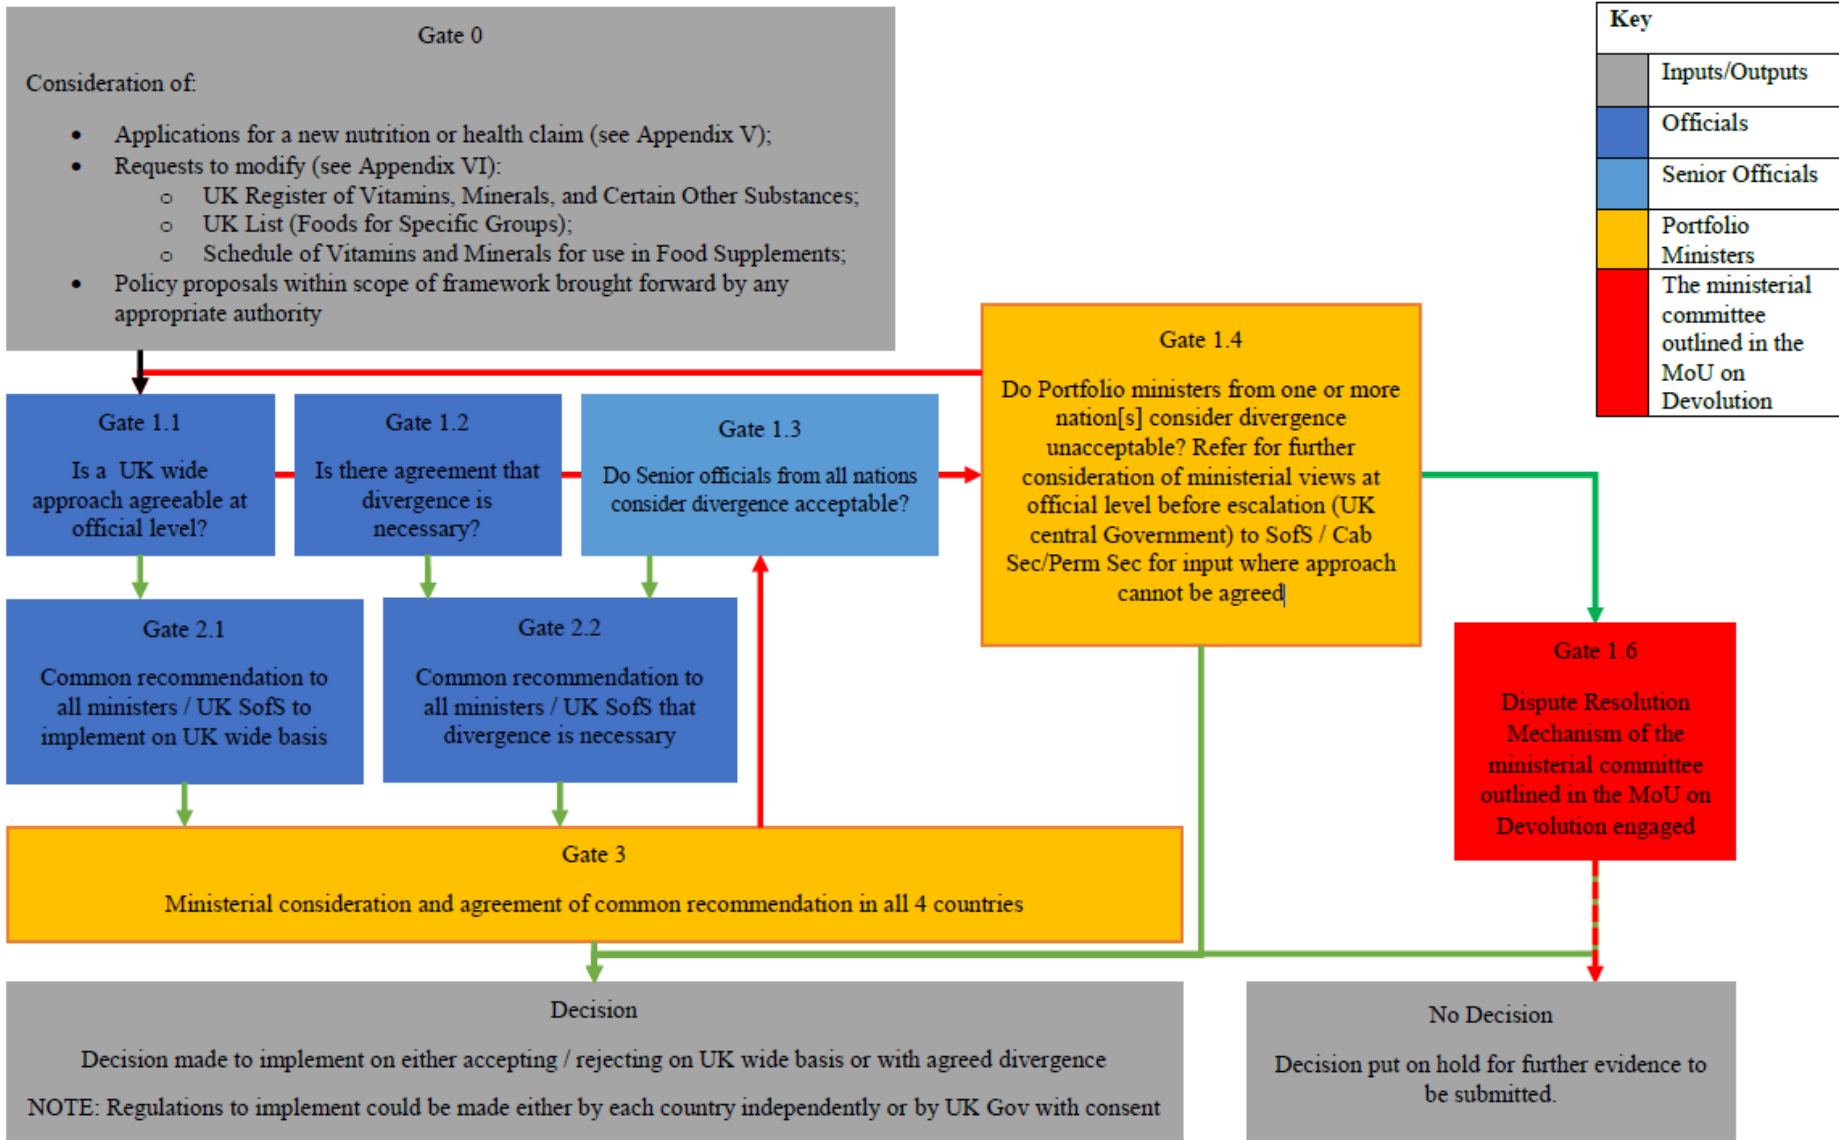 Gate 0
Consideration of:
• Applications for a new nutrition or health claim (see Appendix V);
• Requests to modify (see Appendix VI):
o UK Register of Vitamins, Minerals, and Certain Other Substances;
o UK List (Foods for Specific Groups);
o Schedule of Vitamins and Minerals for use in Food Supplements;
• Policy proposals within scope of framework brought forward by any
appropriate authority
Key
Inputs/Outputs
Officials
Senior Officials
Portfolio
Ministers
The ministerial
committee
outlined in the
MoU on
Devolution
Gate 1.1
Is a UK wide
approach agreeable at
official level?
Gate 1.2
Is there agreement that
divergence is
necessary?
Gate 1.3
Do Senior officials from all nations
consider divergence acceptable?
Gate 1.4
Do Portfolio ministers from one or more
nation[s] consider divergence
unacceptable? Refer for further
consideration of ministerial views at
official level before escalation (UK
central Government) to SofS / Cab
Sec/Perm Sec for input where approach
cannot be agreed
Gate 2.1
Common recommendation to
all ministers / UK SofS to
implement on UK wide basis
Gate 2.2
Common recommendation to
all ministers / UK SofS that
divergence is necessary
Gate 1.6
Dispute Resolution
Mechanism of the
ministerial committee
outlined in the MoU on
Devolution engaged
Gate 3
Ministerial consideration and agreement of common recommendation in all 4 countries
Decision
Decision made to implement on either accepting / rejecting on UK wide basis or with agreed divergence
NOTE: Regulations to implement could be made either by each country independently or by UK Gov with consent
No Decision
Decision put on hold for further evidence to
be submitted.